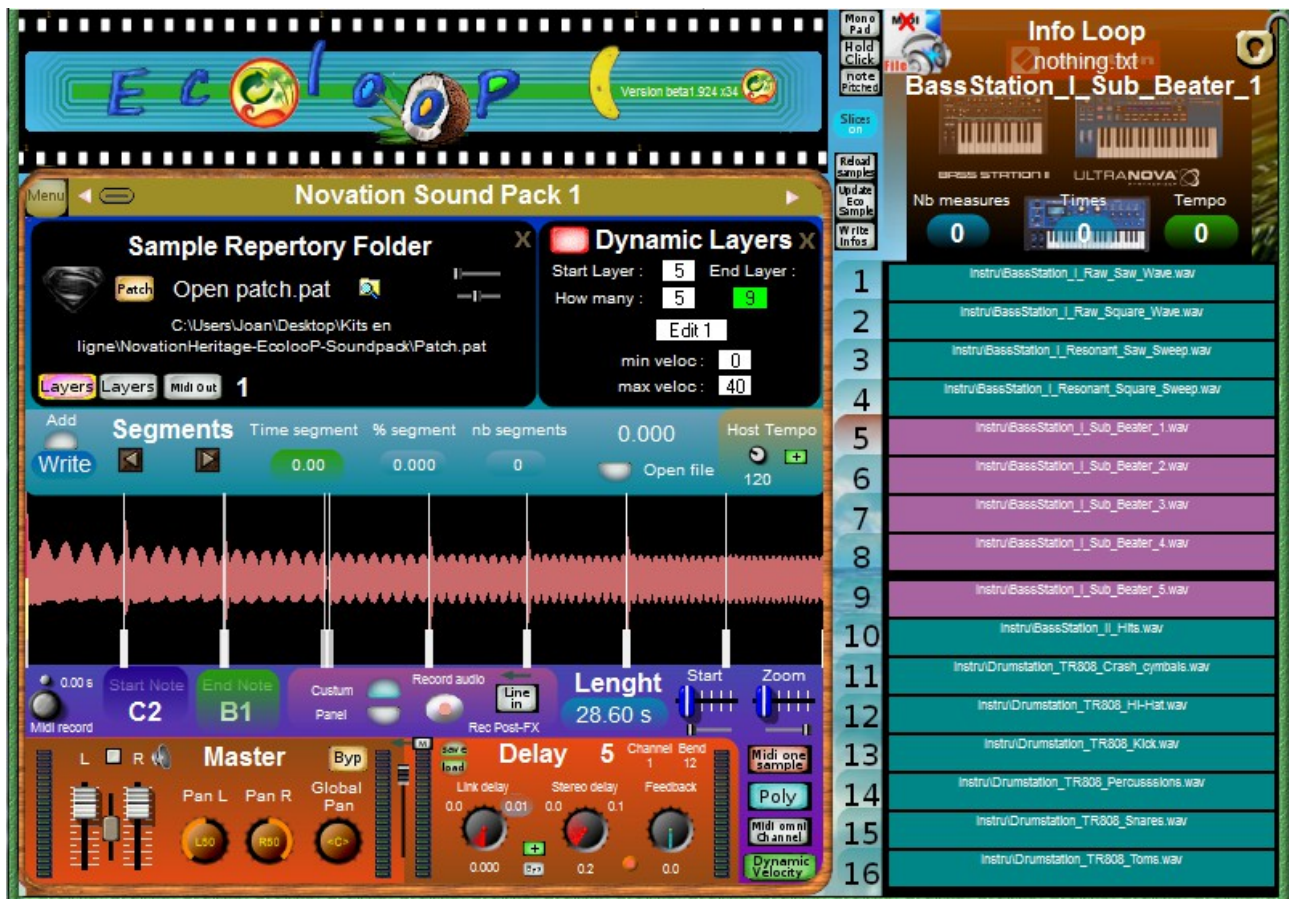 EcolooP
Version beta1.924 x34
Mono Pad
Hold Click
note Pitched
Slices on
Reload samples
Update Eco Sample
Write Infos
MIDI
File
Info Loop
nothing.txt
BassStation_I_Sub_Beater_1
BASS STATION II
ULTRANOVA
SYNTHESIZER
Nb measures Times Tempo
0 0 0
Menu
Novation Sound Pack 1
Sample Repertory Folder X
Patch Open patch.pat
C:\Users\Joan\Desktop\Kits en
ligne\NovationHeritage-EcolooP-Soundpack\Patch.pat
Layers Layers Midi Out 1
Dynamic Layers X
Start Layer : 5 End Layer :
How many : 5 9
Edit 1
min veloc : 0
max veloc : 40
Add
Write
Segments
Time segment % segment nb segments
0.00 0.000 0
0.000
Open file
Host Tempo
120
0.00 s
Midi record
Start Note
C2
End Note
B1
Custum
Panel
Record audio
Line in
Rec Post-FX
Lenght
28.60 s
Start Zoom
L R Master Byp
Pan L Pan R Global Pan
L50 R50 <C>
M
save
load
Delay 5
Channel Bend
1 12
Link delay Stereo delay Feedback
0.0 0.01 0.0 0.1
0.000 Byp 0.2 0.0
Midi one sample
Poly
Midi omni Channel
Dynamic Velocity
1 Instru\BassStation_I_Raw_Saw_Wave.wav
2 Instru\BassStation_I_Raw_Square_Wave.wav
3 Instru\BassStation_I_Resonant_Saw_Sweep.wav
4 Instru\BassStation_I_Resonant_Square_Sweep.wav
5 Instru\BassStation_I_Sub_Beater_1.wav
6 Instru\BassStation_I_Sub_Beater_2.wav
7 Instru\BassStation_I_Sub_Beater_3.wav
8 Instru\BassStation_I_Sub_Beater_4.wav
9 Instru\BassStation_I_Sub_Beater_5.wav
10 Instru\BassStation_II_Hits.wav
11 Instru\Drumstation_TR808_Crash_cymbals.wav
12 Instru\Drumstation_TR808_Hi-Hat.wav
13 Instru\Drumstation_TR808_Kick.wav
14 Instru\Drumstation_TR808_Percusssions.wav
15 Instru\Drumstation_TR808_Snares.wav
16 Instru\Drumstation_TR808_Toms.wav